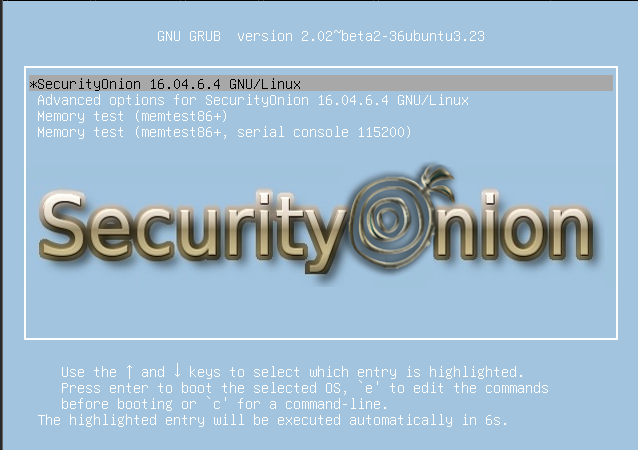 GNU GRUB  version 2.02~beta2-36ubuntu3.23
*SecurityOnion 16.04.6.4 GNU/Linux
Advanced options for SecurityOnion 16.04.6.4 GNU/Linux
Memory test (memtest86+)
Memory test (memtest86+, serial console 115200)
SecurityOnion
Use the ↑ and ↓ keys to select which entry is highlighted.
Press enter to boot the selected OS, `e' to edit the commands
before booting or `c' for a command-line.
The highlighted entry will be executed automatically in 6s.